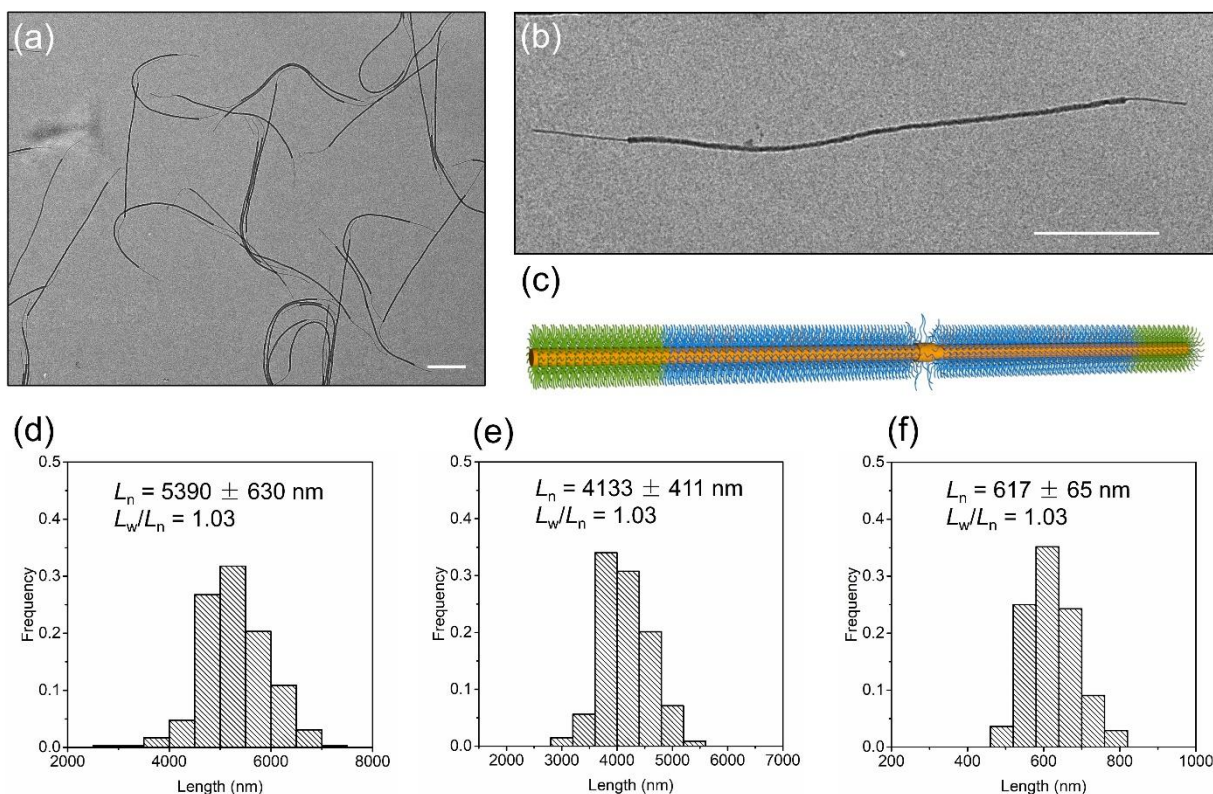 (a)
(b)
(c)
(d)
(e)
(f)
0.5
0.4
0.3
0.2
0.1
0.0
Frequency
Lₙ = 5390 ± 630 nm
L_w/Lₙ = 1.03
2000 4000 6000 8000
Length (nm)
0.5
0.4
0.3
0.2
0.1
0.0
Frequency
Lₙ = 4133 ± 411 nm
L_w/Lₙ = 1.03
2000 3000 4000 5000 6000 7000
Length (nm)
0.5
0.4
0.3
0.2
0.1
0.0
Frequency
Lₙ = 617 ± 65 nm
L_w/Lₙ = 1.03
200 400 600 800 1000
Length (nm)